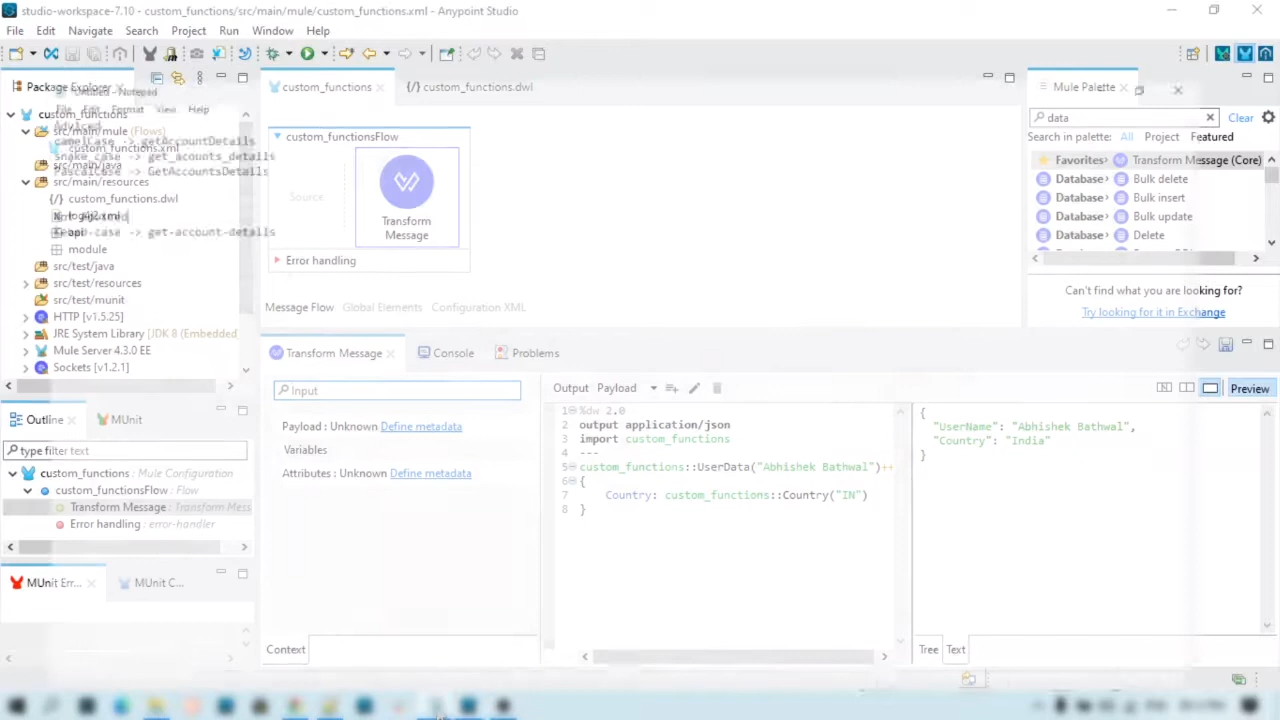 studio-workspace-7.10 - custom_functions/src/main/mule/custom_functions.xml - Anypoint Studio
File Edit Navigate Search Project Run Window Help
Package Explorer
custom_functions
src/main/mule (Flows)
custom_functions.xml
src/main/java
src/main/resources
custom_functions.dwl
log4j2.xml
api
module
src/test/java
src/test/resources
src/test/munit
HTTP [v1.5.25]
JRE System Library [JDK 8 (Embedded)
Mule Server 4.3.0 EE
Sockets [v1.2.1]
Untitled - Notepad
File Edit Format View Help
camelCase -> getAccountDetails
snake_case -> get_acounts_details
PascalCase -> GetAccountsDetails
-case -> get-account-details
Outline MUnit
type filter text
custom_functions : Mule Configuration
custom_functionsFlow : Flow
Transform Message : Transform Mess
Error handling : error-handler
MUnit Err... MUnit C...
custom_functions custom_functions.dwl
custom_functionsFlow
Source
Transform
Message
Error handling
Message Flow Global Elements Configuration XML
Mule Palette
data Clear
Search in palette: All Project Featured
Favorites Transform Message (Core)
Database Bulk delete
Database Bulk insert
Database Bulk update
Database Delete
Can't find what you are looking for?
Try looking for it in Exchange
Transform Message Console Problems
Input
Payload : Unknown Define metadata
Variables
Attributes : Unknown Define metadata
Context
Output Payload Preview
1 %dw 2.0
2 output application/json
3 import custom_functions
4 ---
5 custom_functions::UserData("Abhishek Bathwal")++
6 {
7 Country: custom_functions::Country("IN")
8 }
{
"UserName": "Abhishek Bathwal",
"Country": "India"
}
Tree Text